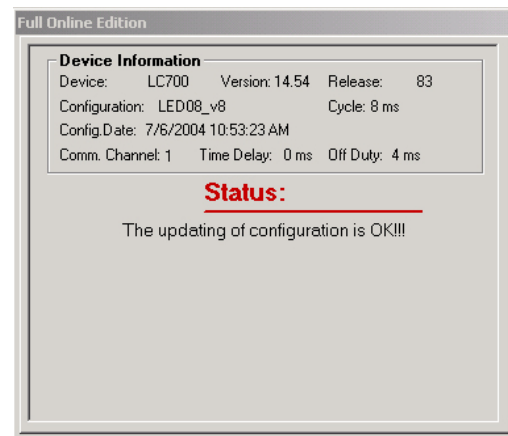 Full Online Edition
Device Information
Device: LC700 Version: 14.54 Release: 83
Configuration: LED08_v8 Cycle: 8 ms
Config.Date: 7/6/2004 10:53:23 AM
Comm. Channel: 1 Time Delay: 0 ms Off Duty: 4 ms
Status:
The updating of configuration is OK!!!